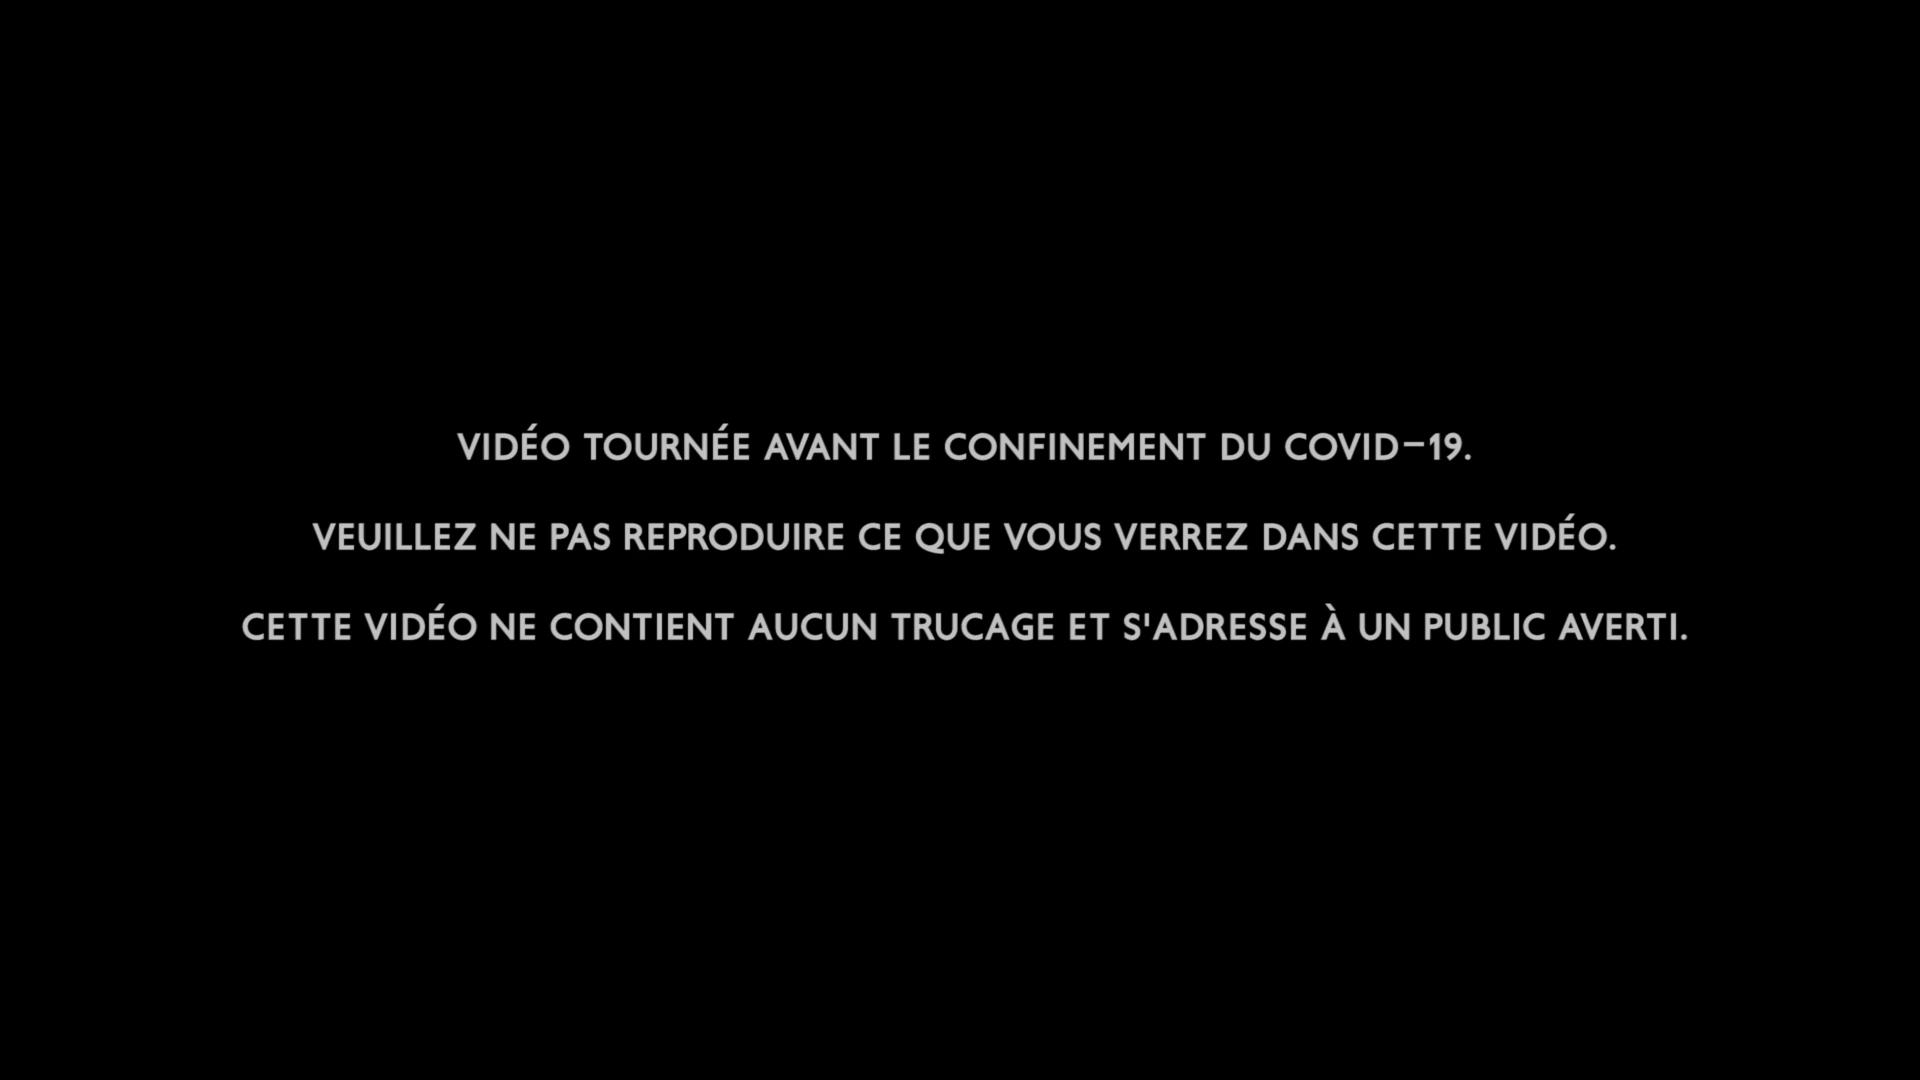 VIDÉO TOURNÉE AVANT LE CONFINEMENT DU COVID-19.
VEUILLEZ NE PAS REPRODUIRE CE QUE VOUS VERREZ DANS CETTE VIDÉO.
CETTE VIDÉO NE CONTIENT AUCUN TRUCAGE ET S'ADRESSE À UN PUBLIC AVERTI.